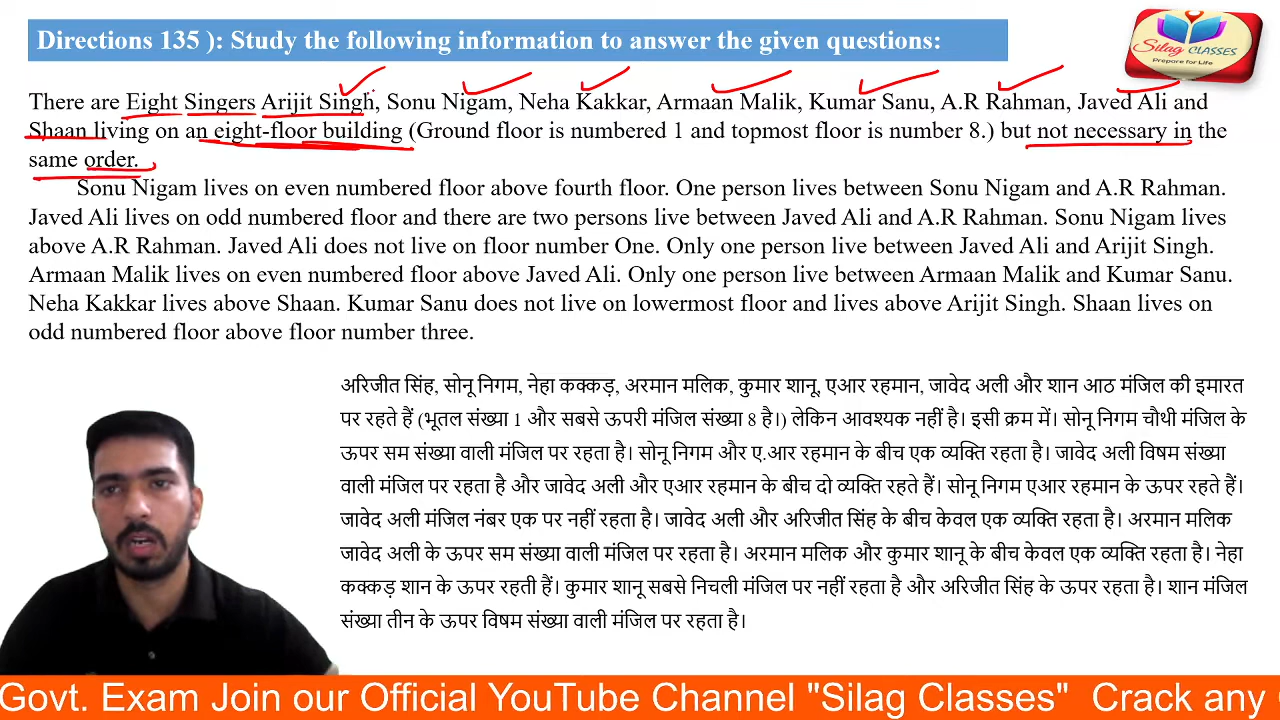 Directions 135 ): Study the following information to answer the given questions:
Silag CLASSES
Prepare for Life
There are Eight Singers Arijit Singh, Sonu Nigam, Neha Kakkar, Armaan Malik, Kumar Sanu, A.R Rahman, Javed Ali and
Shaan living on an eight-floor building (Ground floor is numbered 1 and topmost floor is number 8.) but not necessary in the
same order.
Sonu Nigam lives on even numbered floor above fourth floor. One person lives between Sonu Nigam and A.R Rahman.
Javed Ali lives on odd numbered floor and there are two persons live between Javed Ali and A.R Rahman. Sonu Nigam lives
above A.R Rahman. Javed Ali does not live on floor number One. Only one person live between Javed Ali and Arijit Singh.
Armaan Malik lives on even numbered floor above Javed Ali. Only one person live between Armaan Malik and Kumar Sanu.
Neha Kakkar lives above Shaan. Kumar Sanu does not live on lowermost floor and lives above Arijit Singh. Shaan lives on
odd numbered floor above floor number three.
अरिजीत सिंह, सोनू निगम, नेहा कक्कड़, अरमान मलिक, कुमार शानू, एआर रहमान, जावेद अली और शान आठ मंजिल की इमारत
पर रहते हैं (भूतल संख्या 1 और सबसे ऊपरी मंजिल संख्या 8 है।) लेकिन आवश्यक नहीं है। इसी क्रम में। सोनू निगम चौथी मंजिल के
ऊपर सम संख्या वाली मंजिल पर रहता है। सोनू निगम और ए.आर रहमान के बीच एक व्यक्ति रहता है। जावेद अली विषम संख्या
वाली मंजिल पर रहता है और जावेद अली और एआर रहमान के बीच दो व्यक्ति रहते हैं। सोनू निगम एआर रहमान के ऊपर रहते हैं।
जावेद अली मंजिल नंबर एक पर नहीं रहता है। जावेद अली और अरिजीत सिंह के बीच केवल एक व्यक्ति रहता है। अरमान मलिक
जावेद अली के ऊपर सम संख्या वाली मंजिल पर रहता है। अरमान मलिक और कुमार शानू के बीच केवल एक व्यक्ति रहता है। नेहा
कक्कड़ शान के ऊपर रहती हैं। कुमार शानू सबसे निचली मंजिल पर नहीं रहता है और अरिजीत सिंह के ऊपर रहता है। शान मंजिल
संख्या तीन के ऊपर विषम संख्या वाली मंजिल पर रहता है।
Govt. Exam Join our Official YouTube Channel "Silag Classes" Crack any